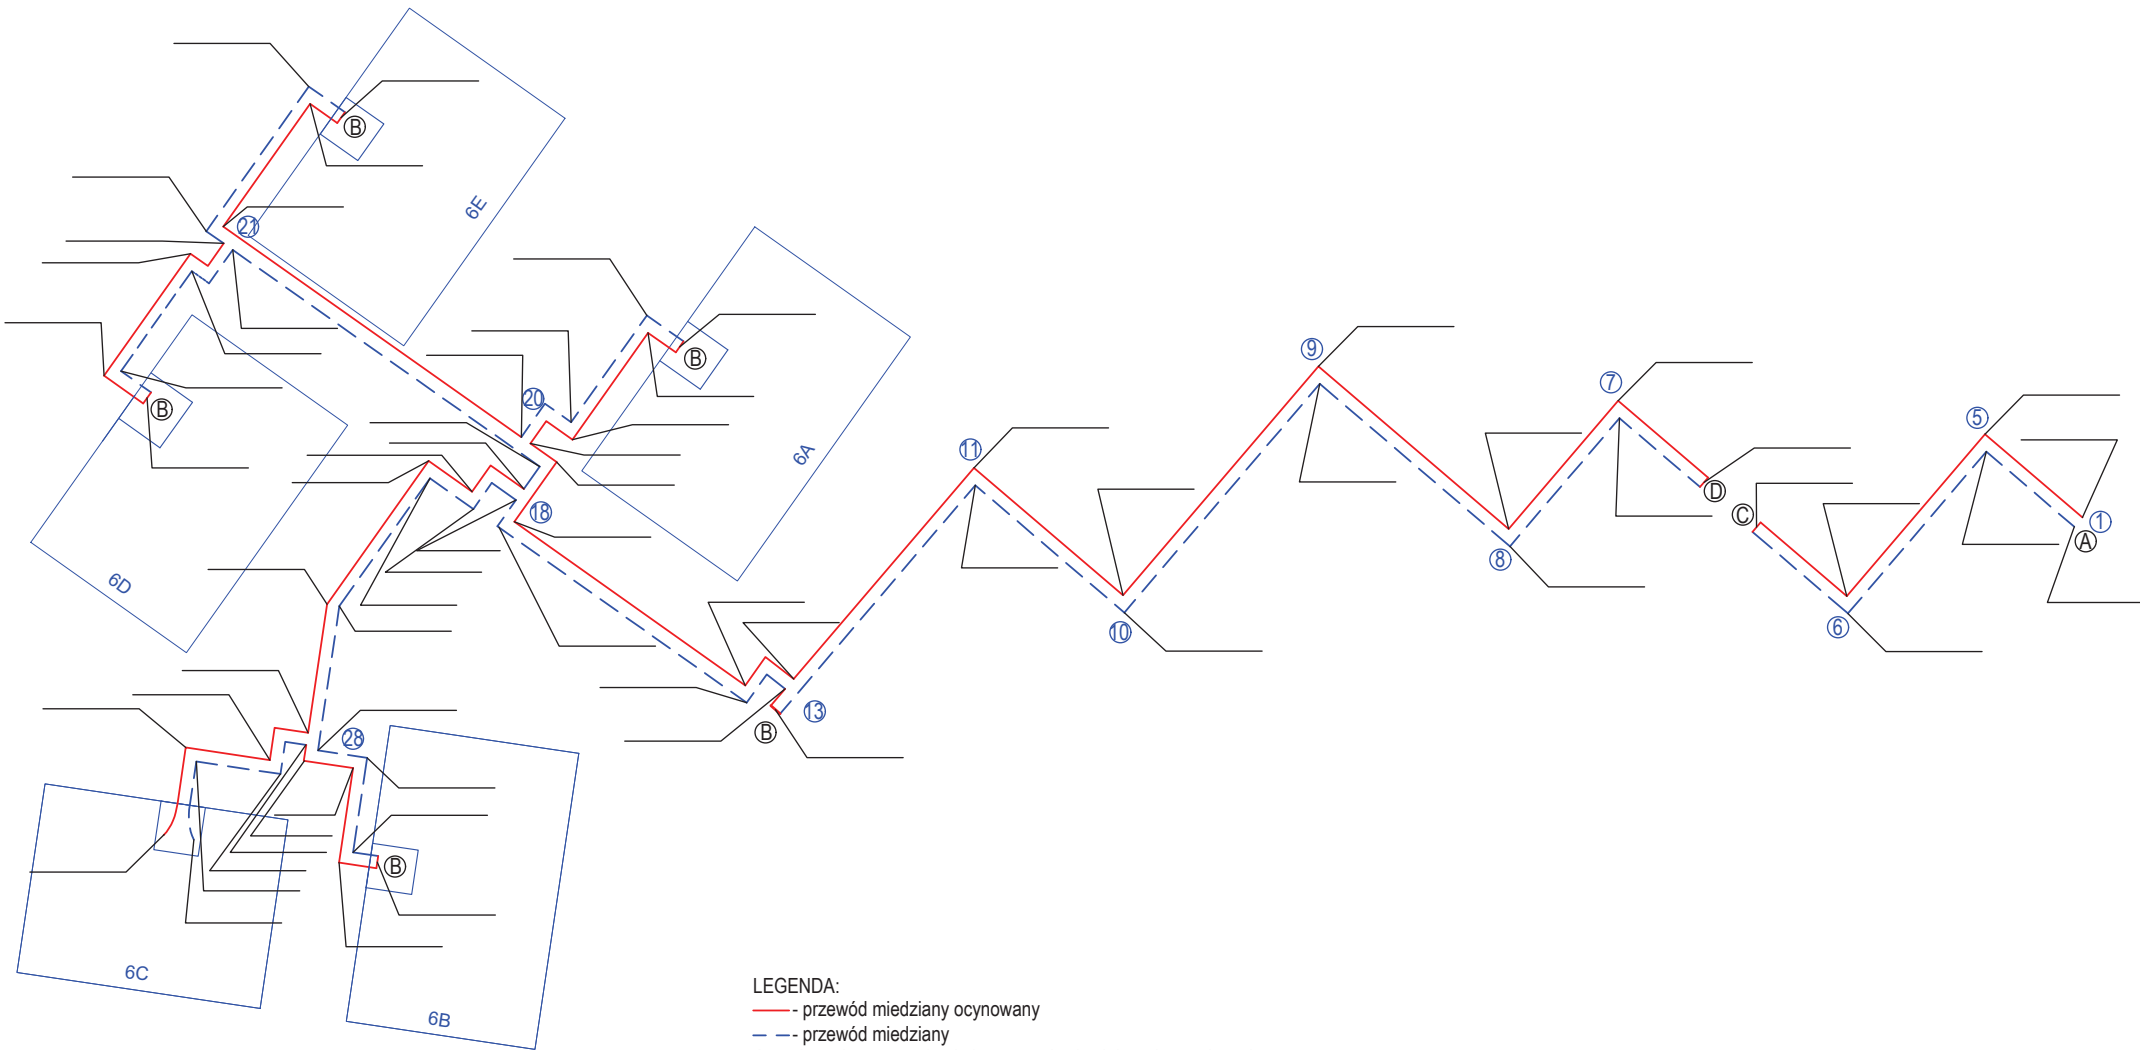 B
6E
21
20
B
6A
B
6D
18
9
7
5
11
D
C
1
A
8
10
6
13
B
28
B
6C
6B
LEGENDA:
- przewód miedziany ocynowany
- przewód miedziany